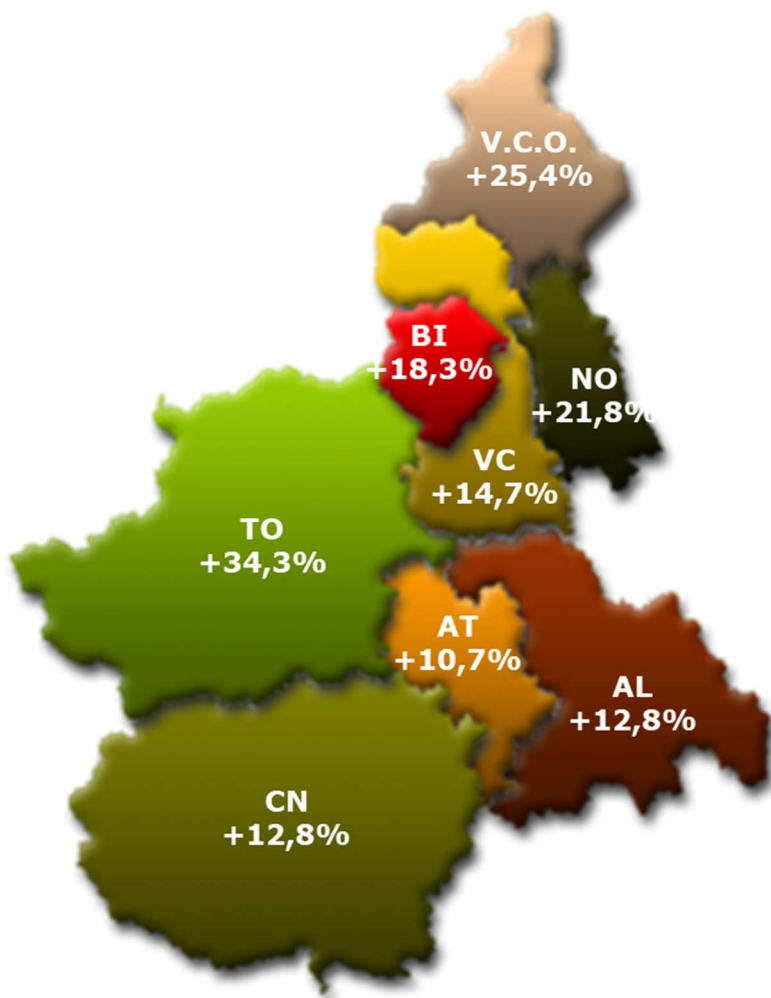 V.C.O.
+25,4%
BI
+18,3%
NO
+21,8%
VC
+14,7%
TO
+34,3%
AT
+10,7%
AL
+12,8%
CN
+12,8%